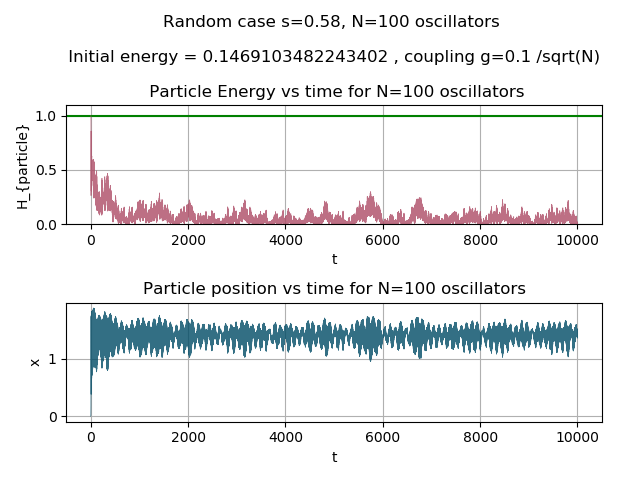 Random case s=0.58, N=100 oscillators
Initial energy = 0.1469103482243402 , coupling g=0.1 /sqrt(N)
Particle Energy vs time for N=100 oscillators
1.0
0.5
0.0
H_{particle}
0 2000 4000 6000 8000 10000
t
Particle position vs time for N=100 oscillators
1
0
x
0 2000 4000 6000 8000 10000
t